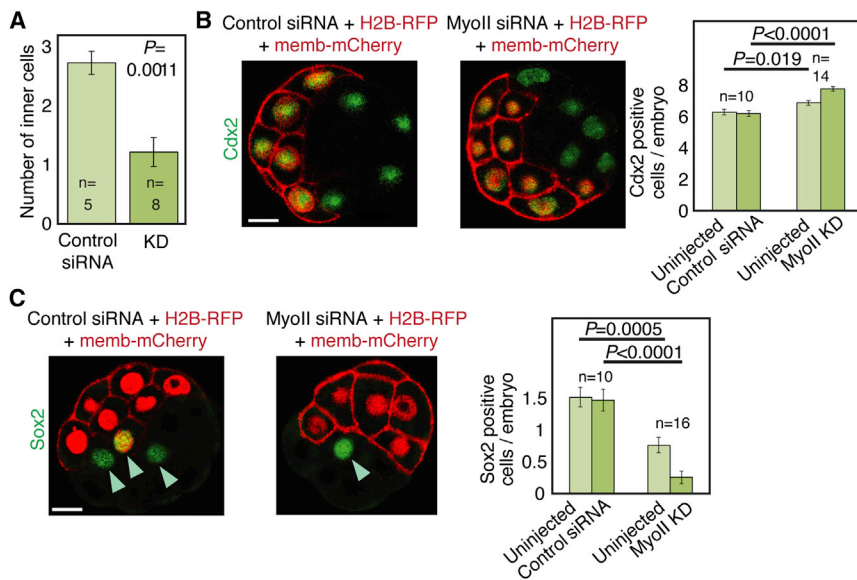 A
Number of inner cells
3
2
1
0
P=
0.0011
n=
5
n=
8
Control
siRNA
KD
B
Control siRNA + H2B-RFP
+ memb-mCherry
MyoII siRNA + H2B-RFP
+ memb-mCherry
Cdx2
Cdx2 positive
cells / embryo
8
6
4
2
0
P<0.0001
P=0.019
n=
14
n=10
Uninjected
Control siRNA
Uninjected
MyoII KD
C
Control siRNA + H2B-RFP
+ memb-mCherry
MyoII siRNA + H2B-RFP
+ memb-mCherry
Sox2
Sox2 positive
cells / embryo
1.5
1
0.5
0
P=0.0005
P<0.0001
n=10
n=16
Uninjected
Control siRNA
Uninjected
MyoII KD